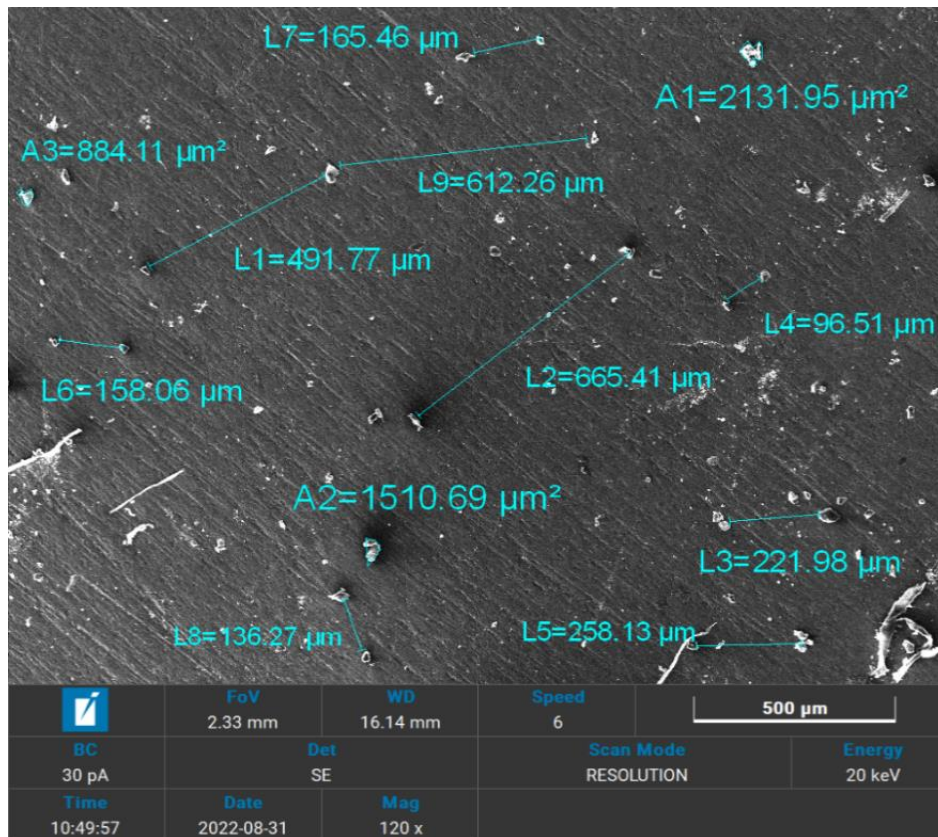 L7=165.46 µm
A1=2131.95 µm²
A3=884.11 µm²
L9=612.26 µm
L1=491.77 µm
L4=96.51 µm
L2=665.41 µm
L6=158.06 µm
A2=1510.69 µm²
L3=221.98 µm
L8=136.27 µm
L5=258.13 µm
FoV
2.33 mm
WD
16.14 mm
Speed
6
500 µm
BC
30 pA
Det
SE
Scan Mode
RESOLUTION
Energy
20 keV
Time
10:49:57
Date
2022-08-31
Mag
120 x